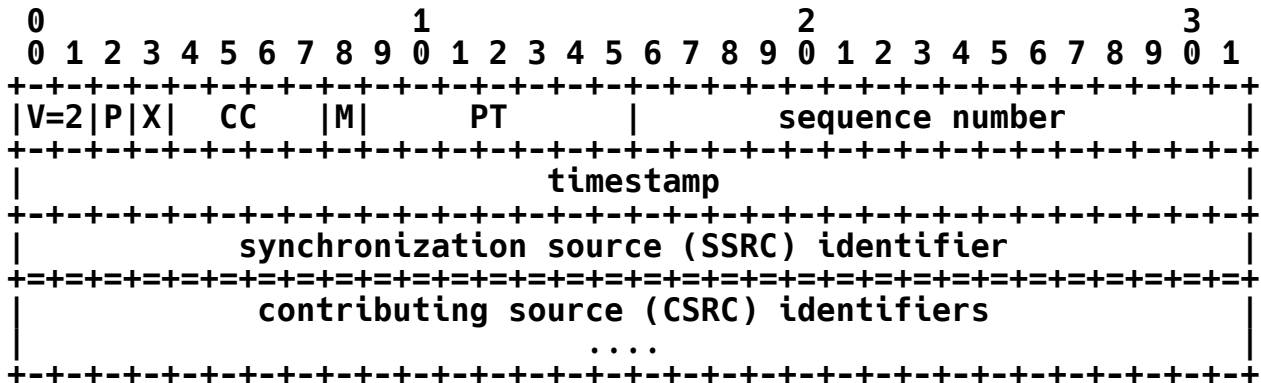 0                   1                   2                   3
 0 1 2 3 4 5 6 7 8 9 0 1 2 3 4 5 6 7 8 9 0 1 2 3 4 5 6 7 8 9 0 1
+-+-+-+-+-+-+-+-+-+-+-+-+-+-+-+-+-+-+-+-+-+-+-+-+-+-+-+-+-+-+-+-+
|V=2|P|X|  CC   |M|     PT      |       sequence number         |
+-+-+-+-+-+-+-+-+-+-+-+-+-+-+-+-+-+-+-+-+-+-+-+-+-+-+-+-+-+-+-+-+
|                           timestamp                           |
+-+-+-+-+-+-+-+-+-+-+-+-+-+-+-+-+-+-+-+-+-+-+-+-+-+-+-+-+-+-+-+-+
|           synchronization source (SSRC) identifier            |
+=+=+=+=+=+=+=+=+=+=+=+=+=+=+=+=+=+=+=+=+=+=+=+=+=+=+=+=+=+=+=+=+
|            contributing source (CSRC) identifiers             |
|                             ....                              |
+-+-+-+-+-+-+-+-+-+-+-+-+-+-+-+-+-+-+-+-+-+-+-+-+-+-+-+-+-+-+-+-+